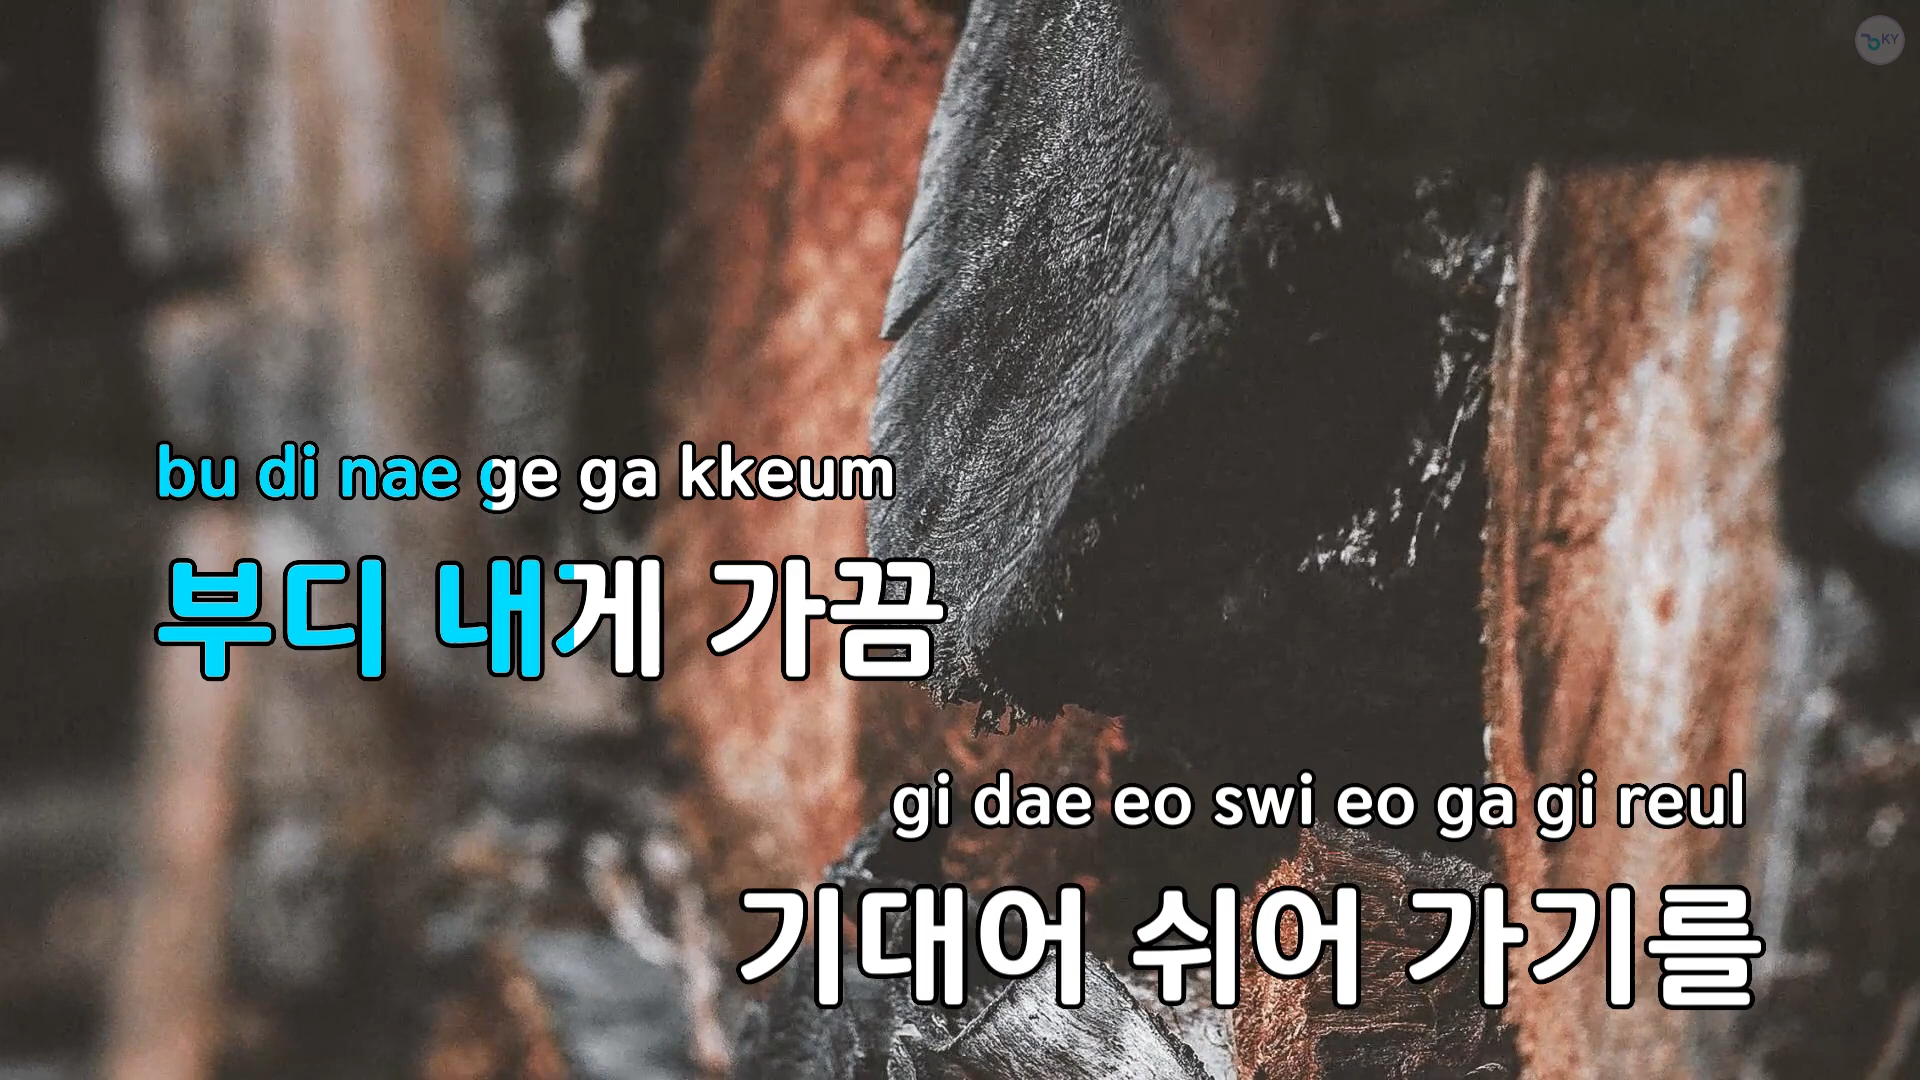 KY
bu di nae ge ga kkeum
부디 내게 가끔
gi dae eo swi eo ga gi reul
기대어 쉬어 가기를